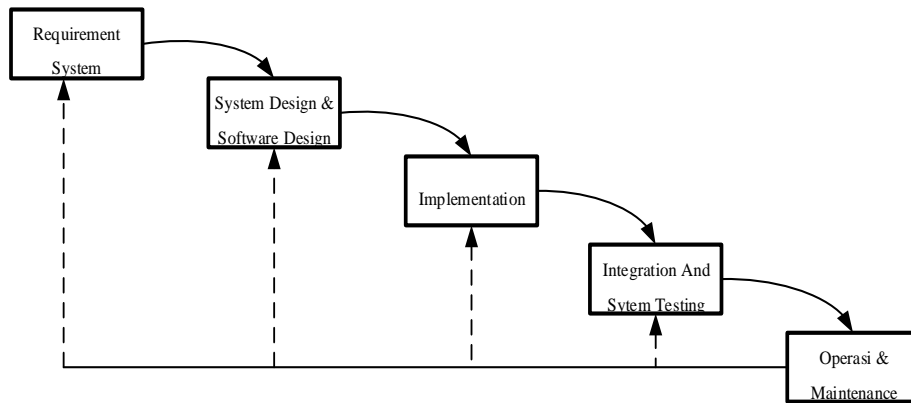 Requirement
System
System Design &
Software Design
Implementation
Integration And
Sytem Testing
Operasi &
Maintenance